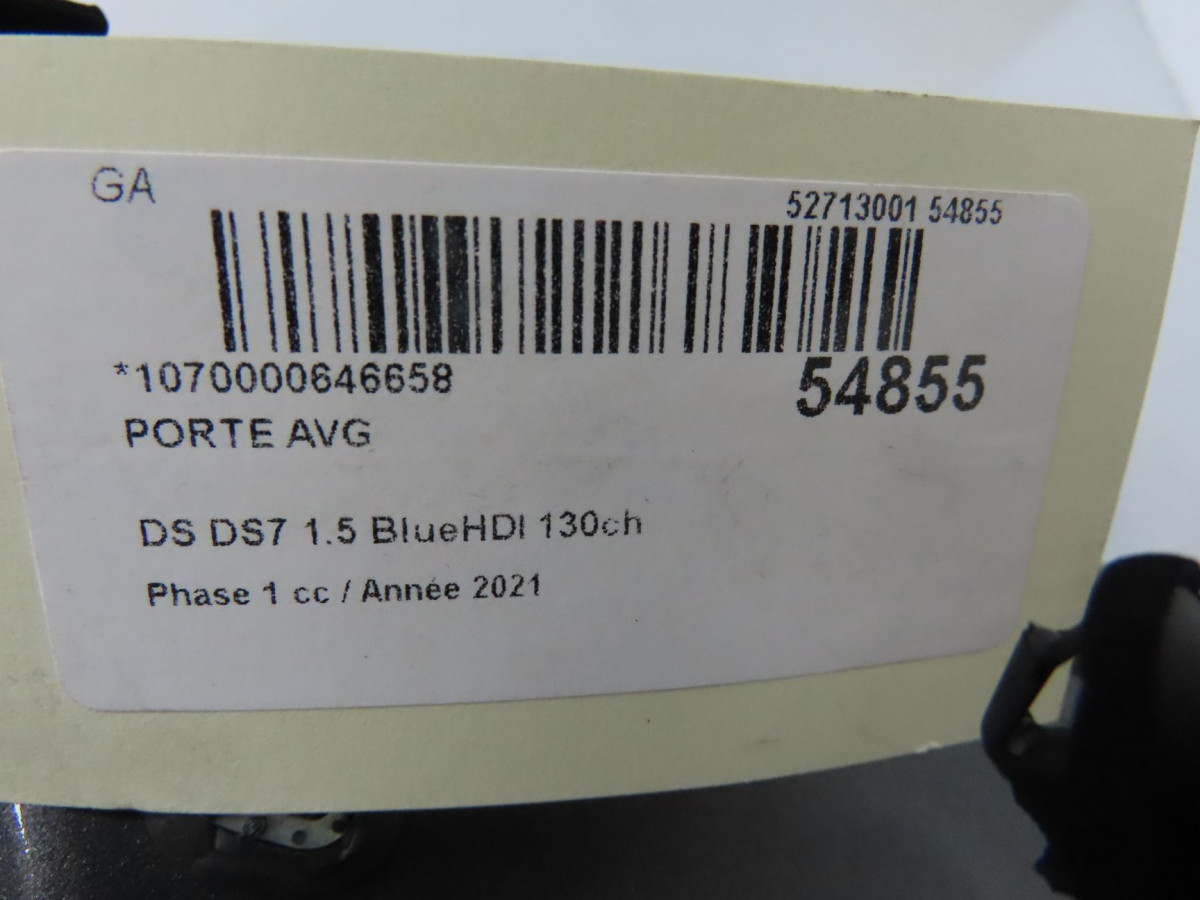 GA
52713001 54855
*1070000646658
54855
PORTE AVG
DS DS7 1.5 BlueHDI 130ch
Phase 1 cc / Année 2021